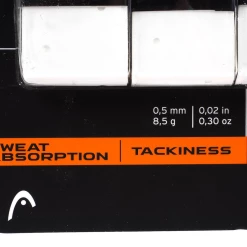 0,5 mm | 0,02 in
8,5 g | 0,30 oz
WEAT
BSORPTION | TACKINESS